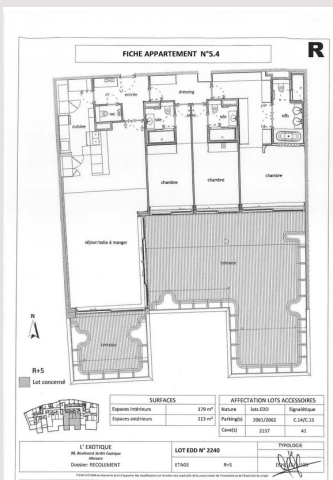 FICHE APPARTEMENT N°5.4
R
entrée
dressing
wc
wc
cuisine
sde
sde
sdb
chambre
chambre
chambre
séjour/salle à manger
terrasse
terrasse
N
R+5
Lot concerné
SURFACES
Espaces intérieurs 179 m²
Espaces extérieurs 113 m²
AFFECTATION LOTS ACCESSOIRES
Nature lots EDD Signalétique
Parking(s) 2061/2062 C.14/C.15
Cave(s) 2157 41
L' EXOTIQUE
Monaco
Dossier: RECOLEMENT
LOT EDD N° 2240
ETAGE R+5
TYPOLOGIE